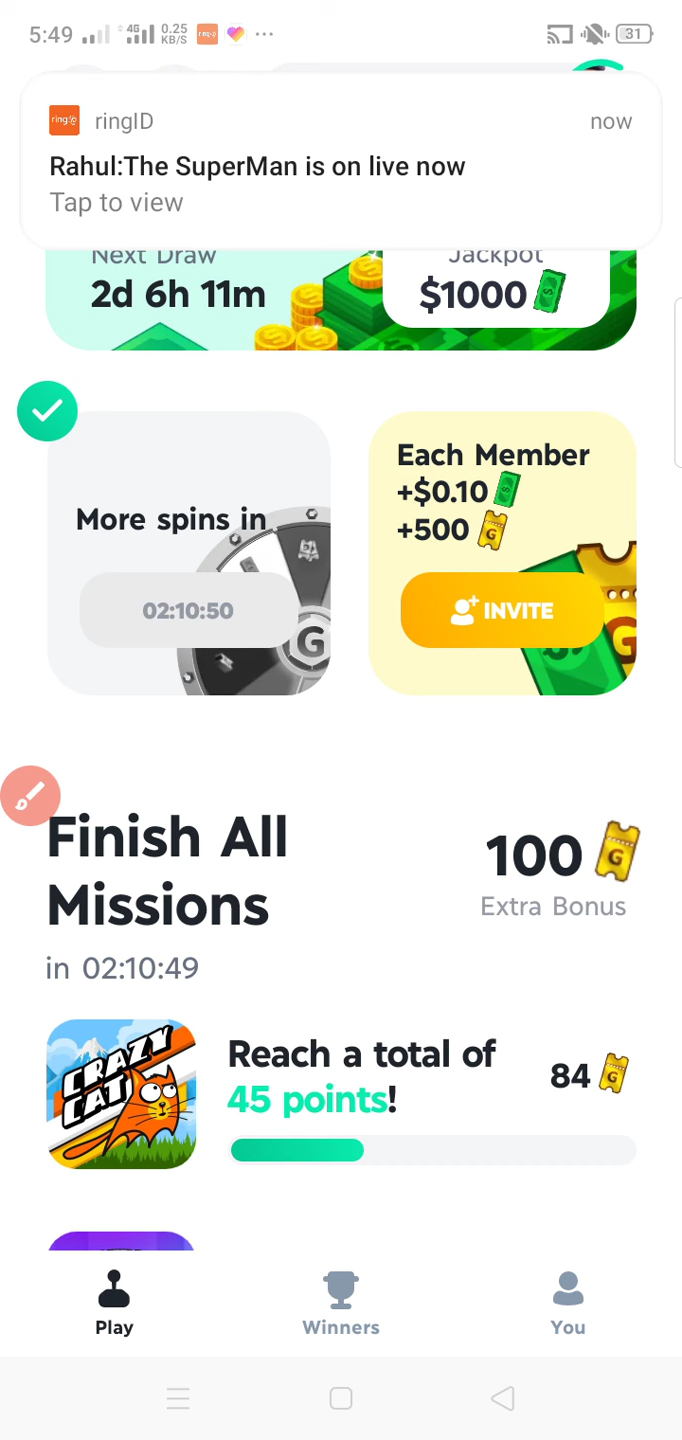 5:49 4G 0.25 KB/S 31
ringID now
Rahul:The SuperMan is on live now
Tap to view
Next Draw Jackpot
2d 6h 11m $1000
Each Member
+$0.10
+500 G
More spins in
02:10:50
INVITE
G
Finish All
Missions
100 G
Extra Bonus
in 02:10:49
CRAZY
CAT
Reach a total of
45 points!
84 G
Play Winners You